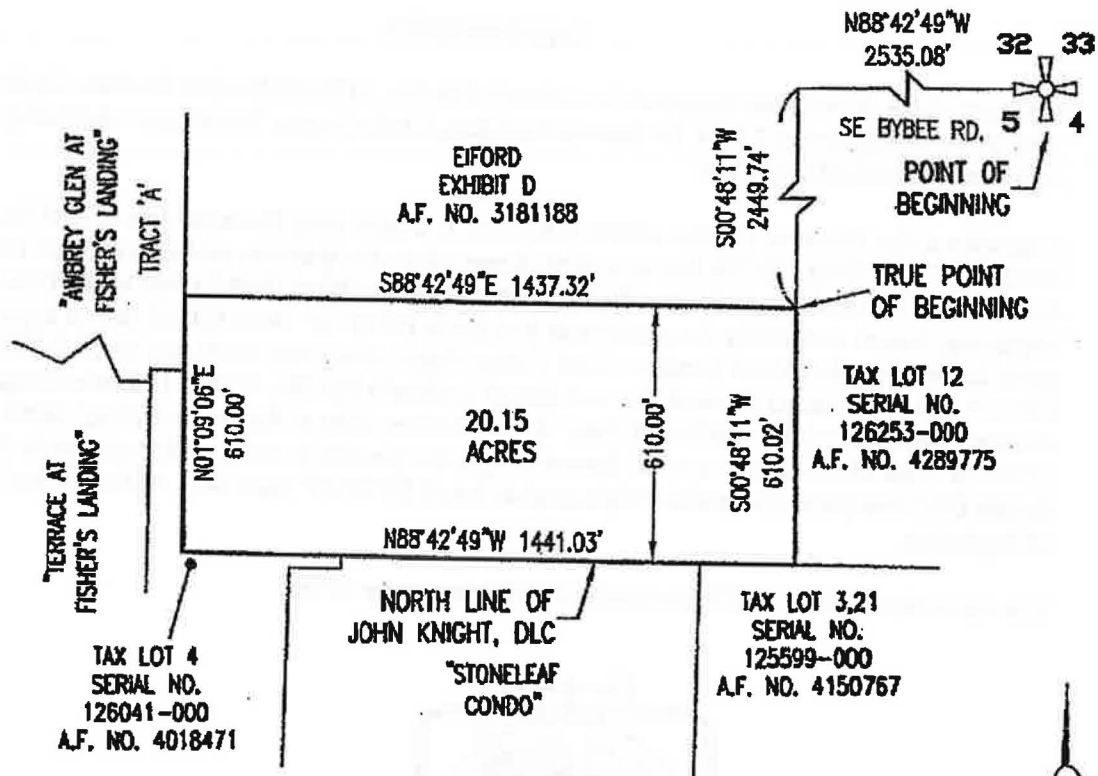 N88°42'49"W
2535.08'
32 33
SE BYBEE RD.
5 4
POINT OF
BEGINNING
S00°48'11"W
2449.74'
TRUE POINT
OF BEGINNING
EIFORD
EXHIBIT D
A.F. NO. 3181188
"AWBREY GLEN AT
FISHER'S LANDING"
TRACT 'A'
S88°42'49"E 1437.32'
N01°09'06"E
610.00'
20.15
ACRES
610.00'
S00°48'11"W
610.02'
TAX LOT 12
SERIAL NO.
126253-000
A.F. NO. 4289775
"TERRACE AT
FISHER'S LANDING"
N88°42'49"W 1441.03'
NORTH LINE OF
JOHN KNIGHT, DLC
"STONELEAF
CONDO"
TAX LOT 3,21
SERIAL NO.
125599-000
A.F. NO. 4150767
TAX LOT 4
SERIAL NO.
126041-000
A.F. NO. 4018471